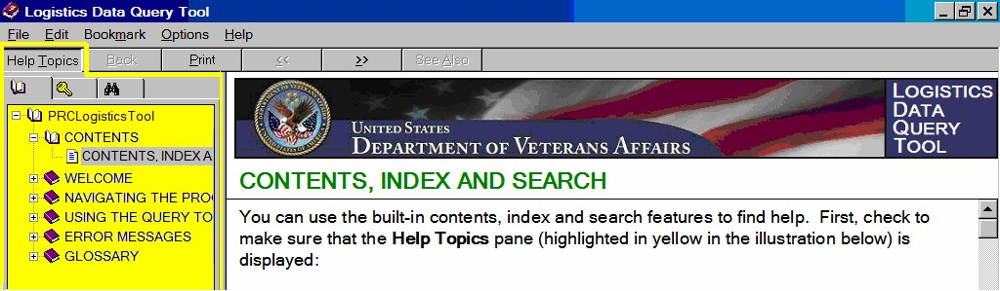 Logistics Data Query Tool
File Edit Bookmark Options Help
Help Topics Back Print << >> See Also
PRCLogisticsTool
CONTENTS
CONTENTS, INDEX A
WELCOME
NAVIGATING THE PRO
USING THE QUERY TO
ERROR MESSAGES
GLOSSARY
UNITED STATES
DEPARTMENT OF VETERANS AFFAIRS
LOGISTICS
DATA
QUERY
TOOL
CONTENTS, INDEX AND SEARCH
You can use the built-in contents, index and search features to find help. First, check to
make sure that the Help Topics pane (highlighted in yellow in the illustration below) is
displayed: